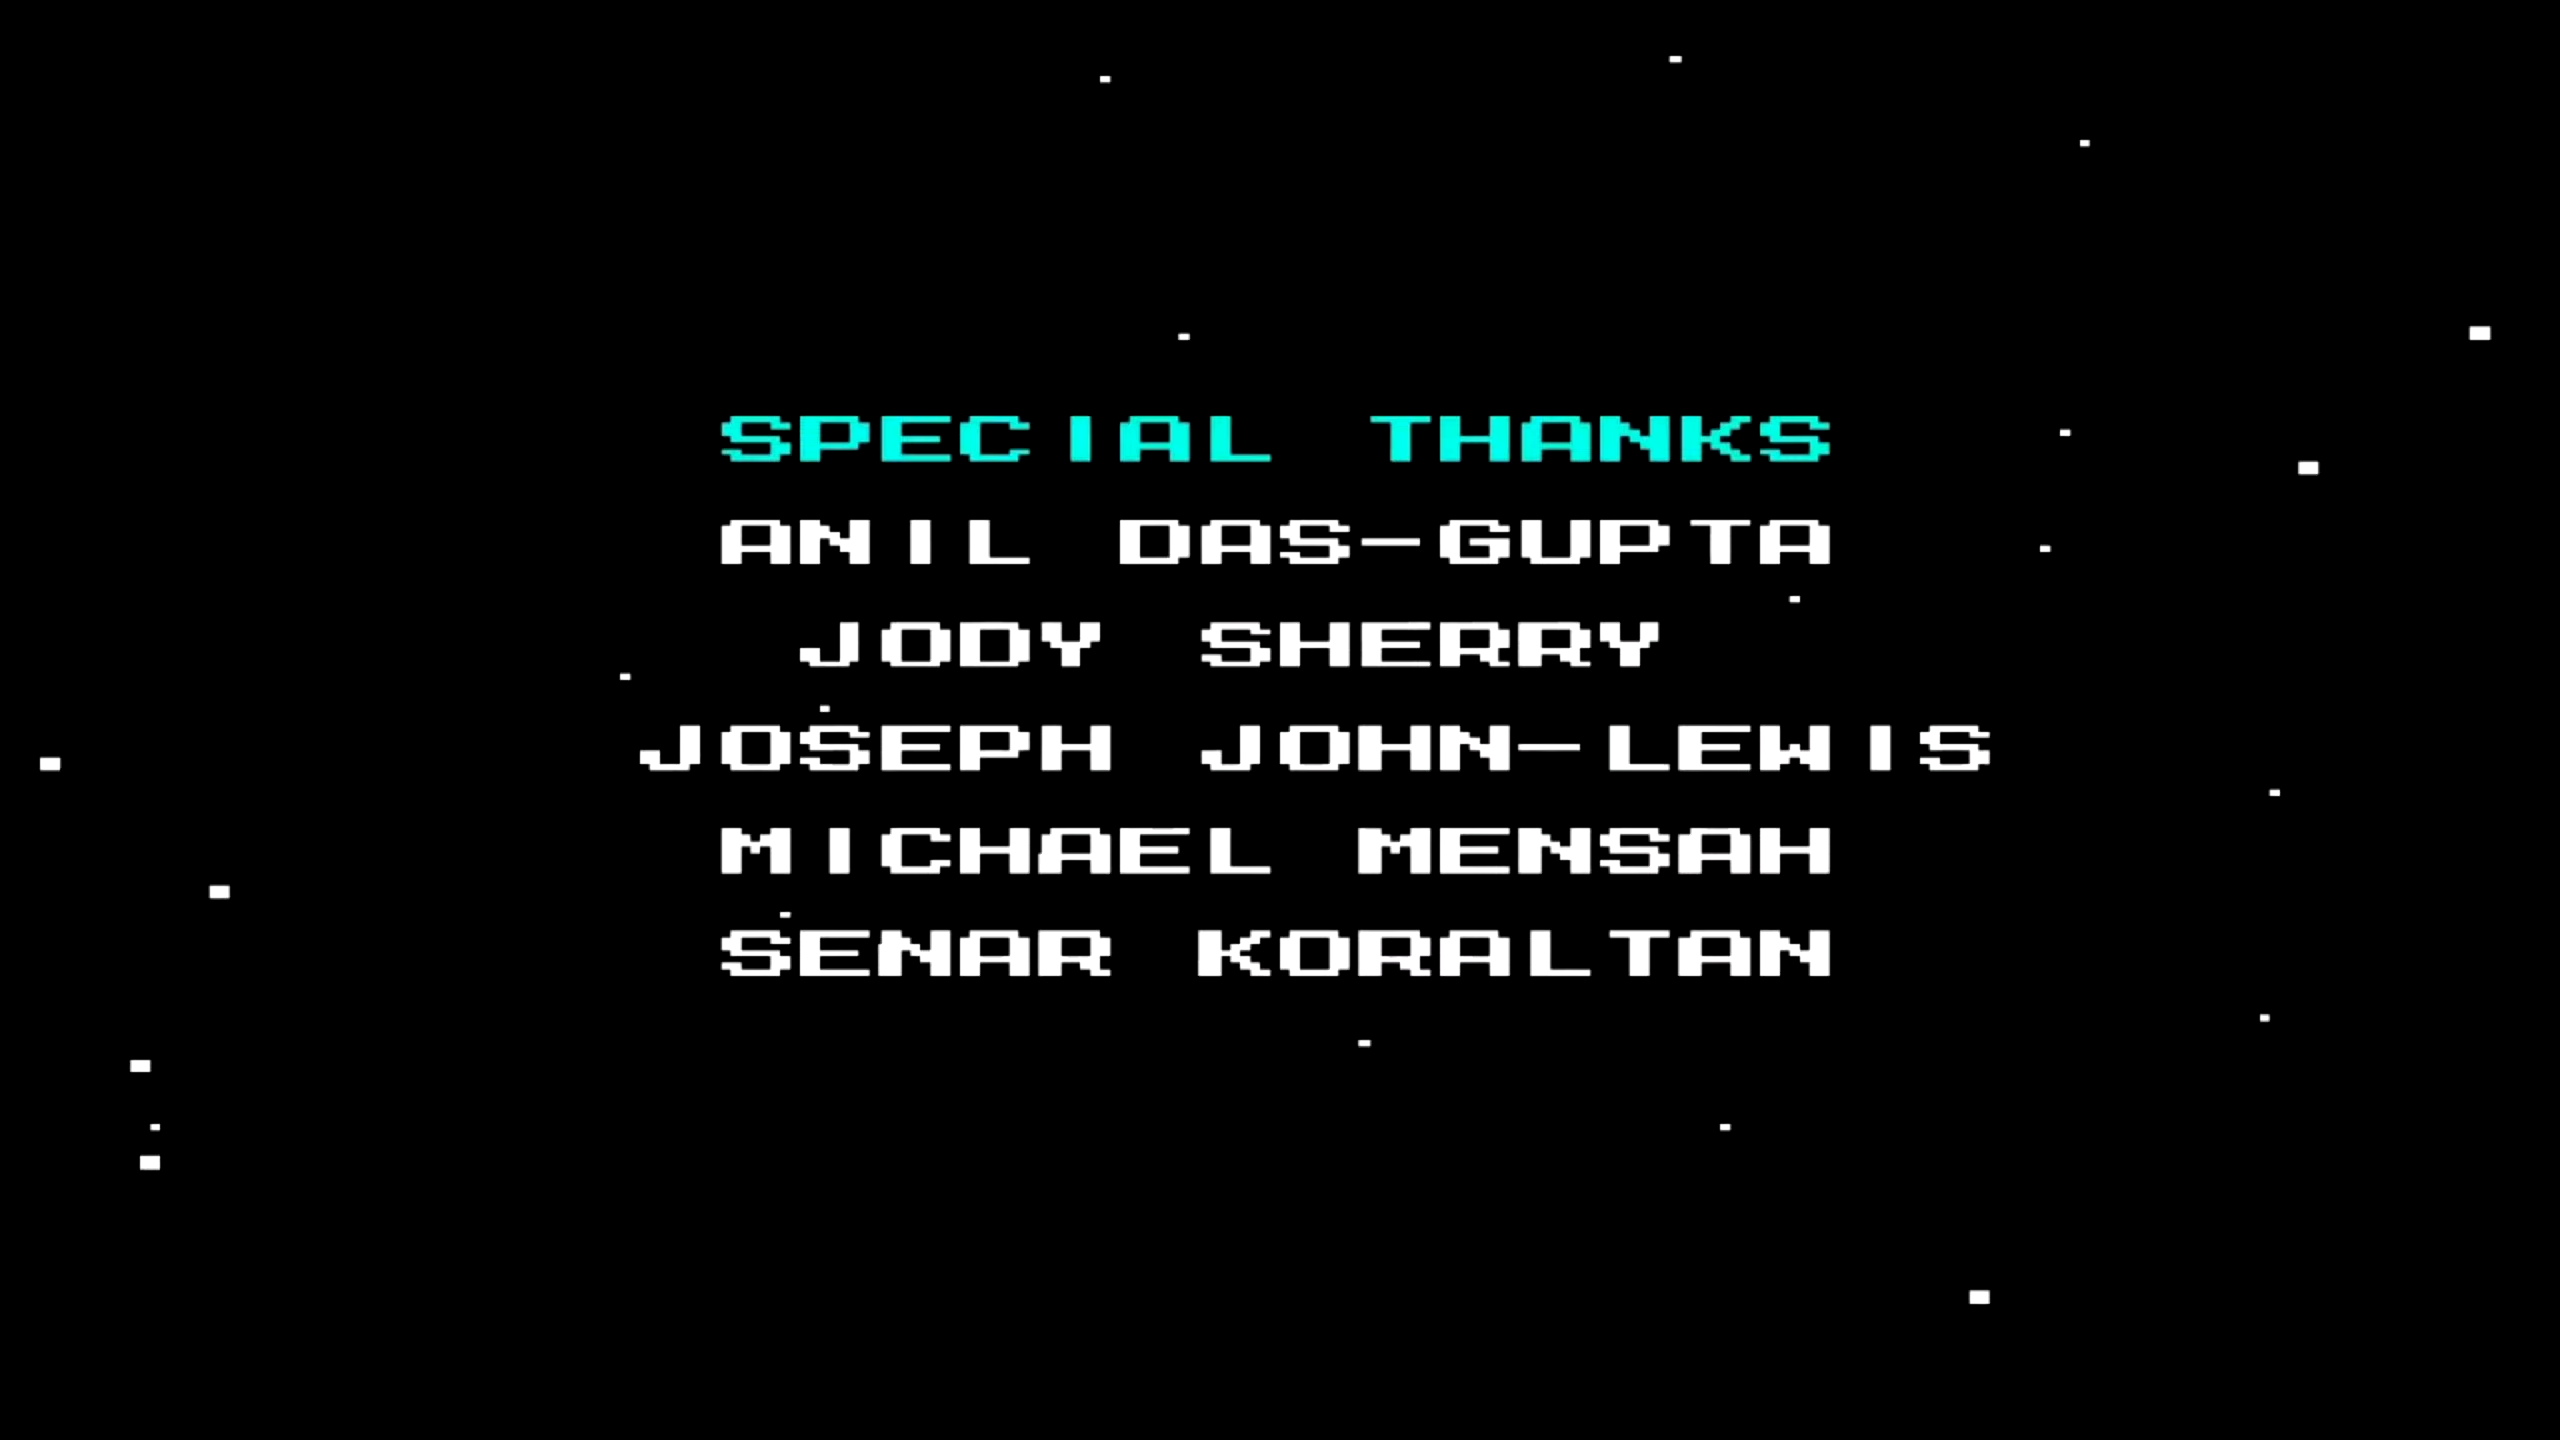 SPECIAL THANKS
ANIL DAS-GUPTA
JODY SHERRY
JOSEPH JOHN-LEWIS
MICHAEL MENSAH
SENAR KORALTAN